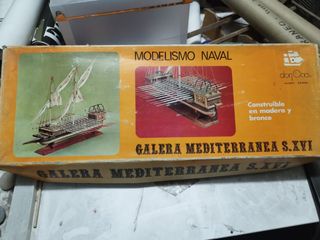 MODELISMO NAVAL
Construible
en madera y
bronce
GALERA MEDITERRANEA S.XVI
GALERA MEDITERRANEA S.XVI